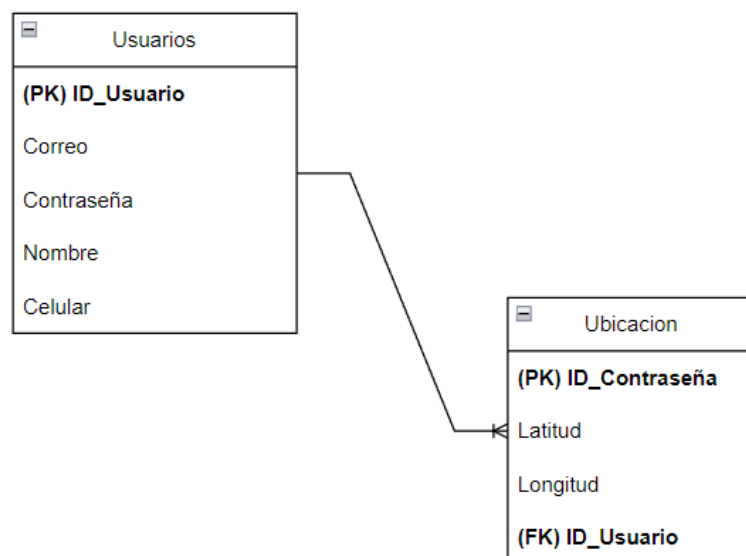 Usuarios
(PK) ID_Usuario
Correo
Contraseña
Nombre
Celular
Ubicacion
(PK) ID_Contraseña
Latitud
Longitud
(FK) ID_Usuario